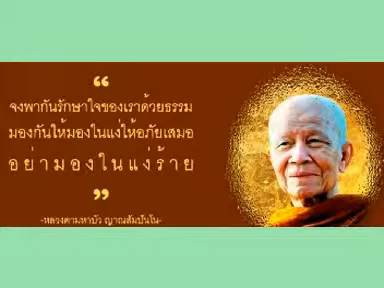 “
จงพากันรักษาใจของเราด้วยธรรม
มองกันให้มองในแง่ให้อภัยเสมอ
อย่ามองในแง่ร้าย
”
-หลวงตามหาบัว ญาณสัมปันโน-